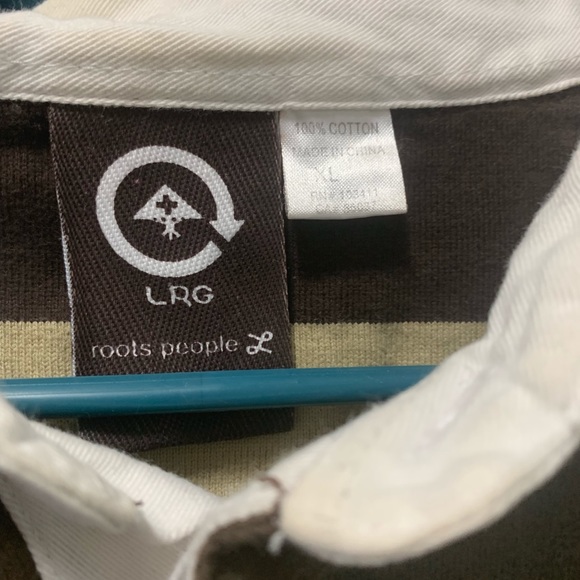 LRG
roots people
100% COTTON
MADE IN CHINA
XL